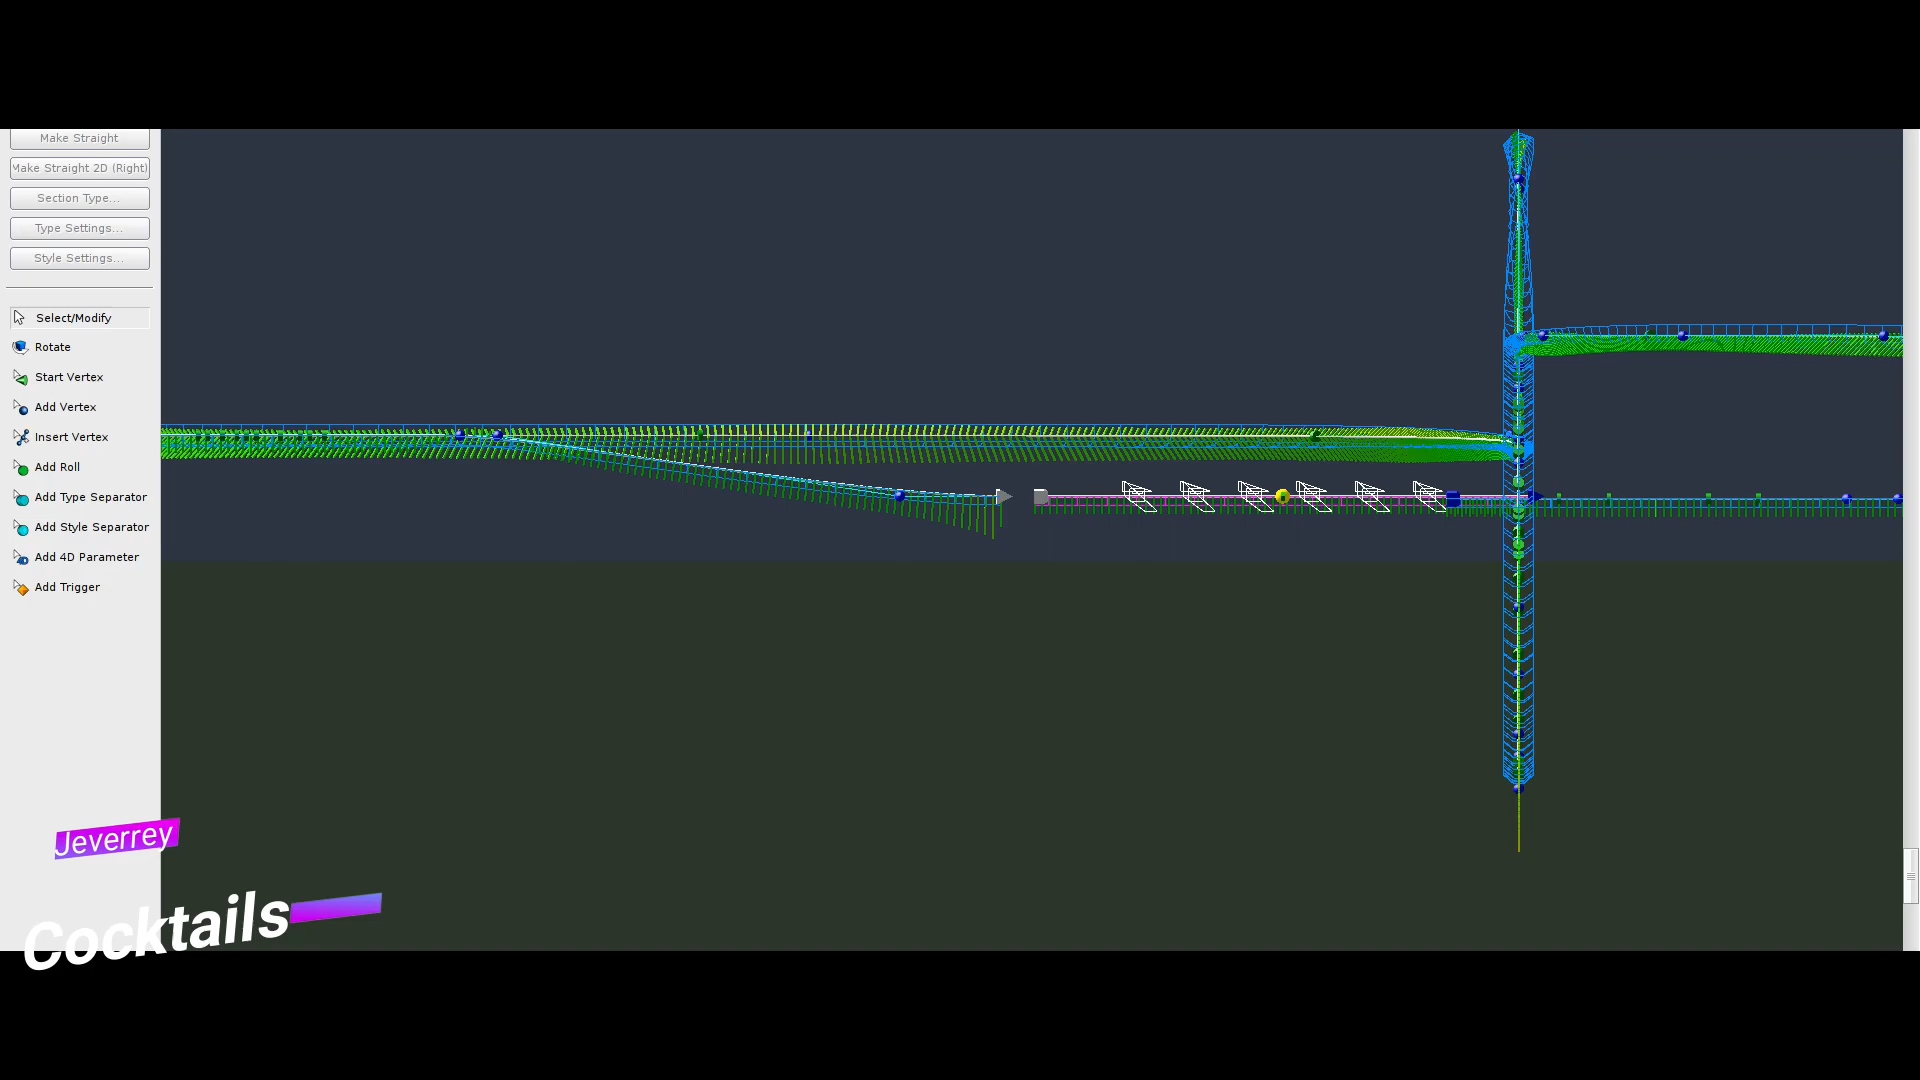 Make Straight
Make Straight 2D (Right)
Section Type...
Type Settings...
Style Settings...
Select/Modify
Rotate
Start Vertex
Add Vertex
Insert Vertex
Add Roll
Add Type Separator
Add Style Separator
Add 4D Parameter
Add Trigger
Jeverrey
Cocktails